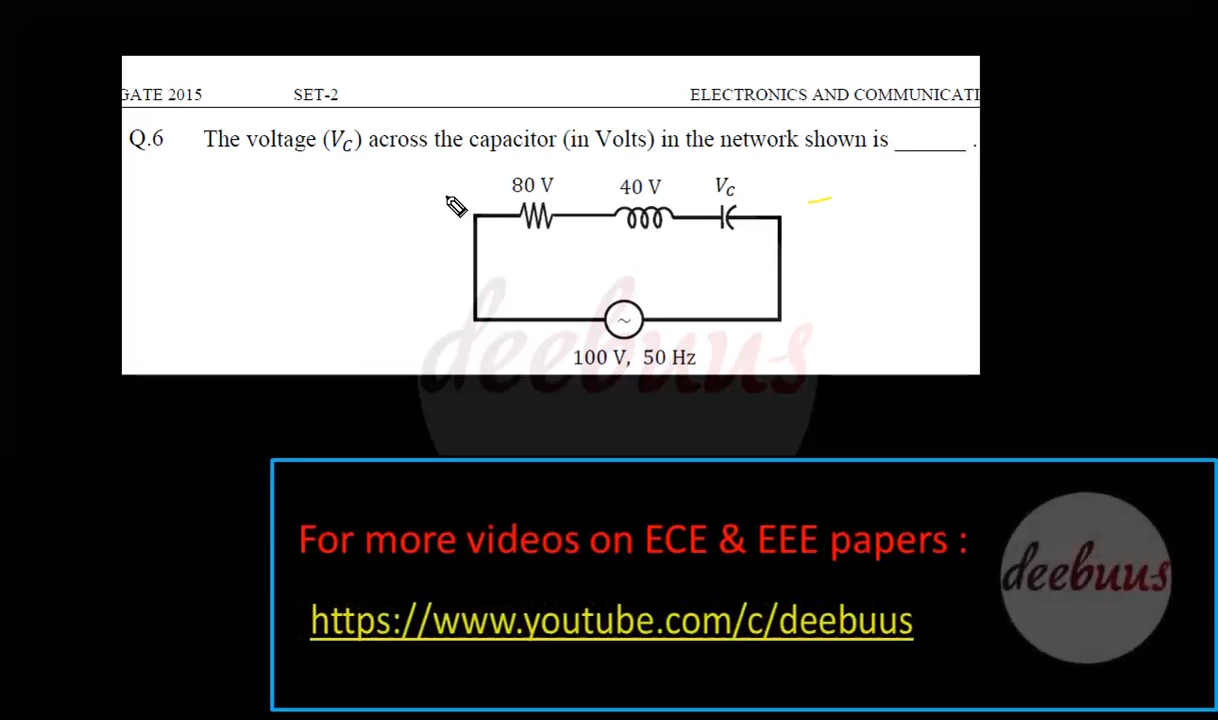 GATE 2015 SET-2 ELECTRONICS AND COMMUNICATI
Q.6 The voltage (V_C) across the capacitor (in Volts) in the network shown is ______ .
80 V 40 V V_C
~
100 V, 50 Hz
deebuus
For more videos on ECE & EEE papers :
deebuus
https://www.youtube.com/c/deebuus